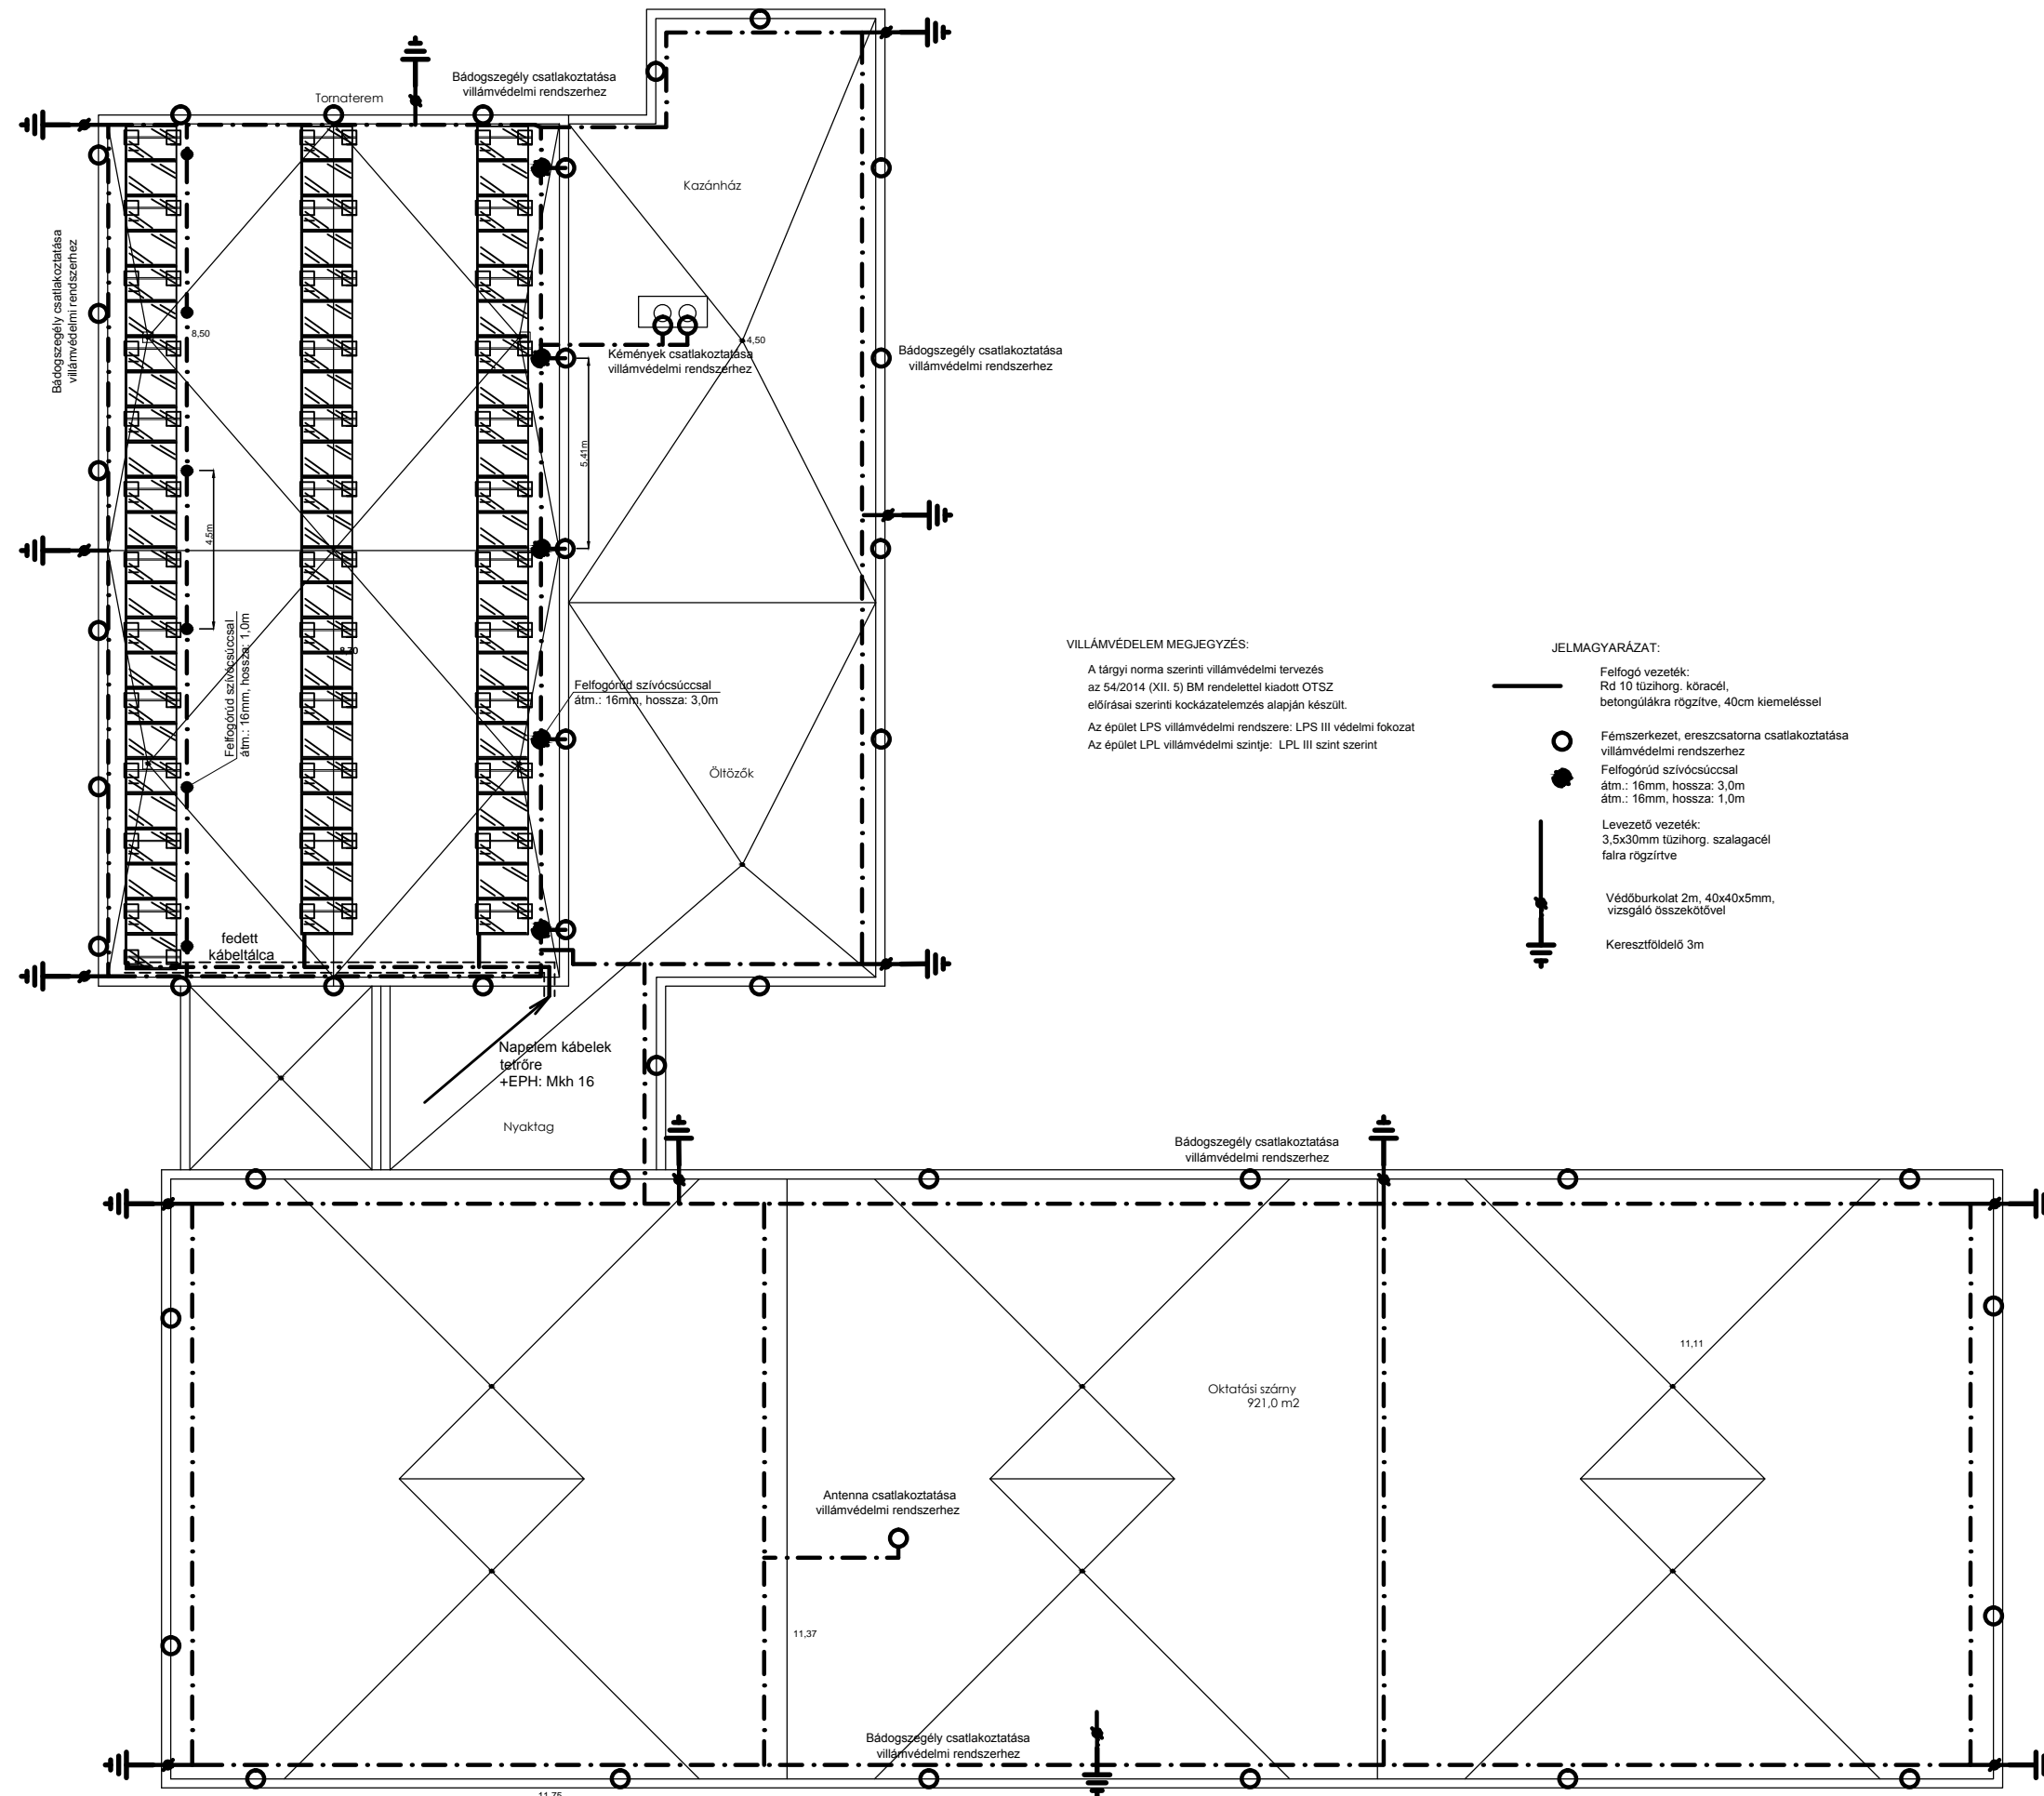 Bádogszegély csatlakoztatása
villámvédelmi rendszerhez
Tornaterem
Kazánház
Bádogszegély csatlakoztatása
villámvédelmi rendszerhez
8,50
4,50
Kémények csatlakoztatása
villámvédelmi rendszerhez
Bádogszegély csatlakoztatása
villámvédelmi rendszerhez
5,41m
4,5m
Felfogórúd szívócsúccsal
átm.: 16mm, hossza: 1,0m
Felfogórúd szívócsúccsal
átm.: 16mm, hossza: 3,0m
Öltözők
VILLÁMVÉDELEM MEGJEGYZÉS:
A tárgyi norma szerinti villámvédelmi tervezés
az 54/2014 (XII. 5) BM rendelettel kiadott OTSZ
előírásai szerinti kockázatelemzés alapján készült.
Az épület LPS villámvédelmi rendszere: LPS III védelmi fokozat
Az épület LPL villámvédelmi szintje: LPL III szint szerint
JELMAGYARÁZAT:
Felfogó vezeték:
Rd 10 tüzihorg. köracél,
betongúlákra rögzítve, 40cm kiemeléssel
Fémszerkezet, ereszcsatorna csatlakoztatása
villámvédelmi rendszerhez
Felfogórúd szívócsúccsal
átm.: 16mm, hossza: 3,0m
átm.: 16mm, hossza: 1,0m
Levezető vezeték:
3,5x30mm tüzihorg. szalagacél
falra rögzírtve
Védőburkolat 2m, 40x40x5mm,
vizsgáló összekötővel
Keresztföldelő 3m
fedett
kábeltálca
Napelem kábelek
tetrőre
+EPH: Mkh 16
Nyaktag
Bádogszegély csatlakoztatása
villámvédelmi rendszerhez
11,11
Oktatási szárny
921,0 m2
Antenna csatlakoztatása
villámvédelmi rendszerhez
11,37
Bádogszegély csatlakoztatása
villámvédelmi rendszerhez